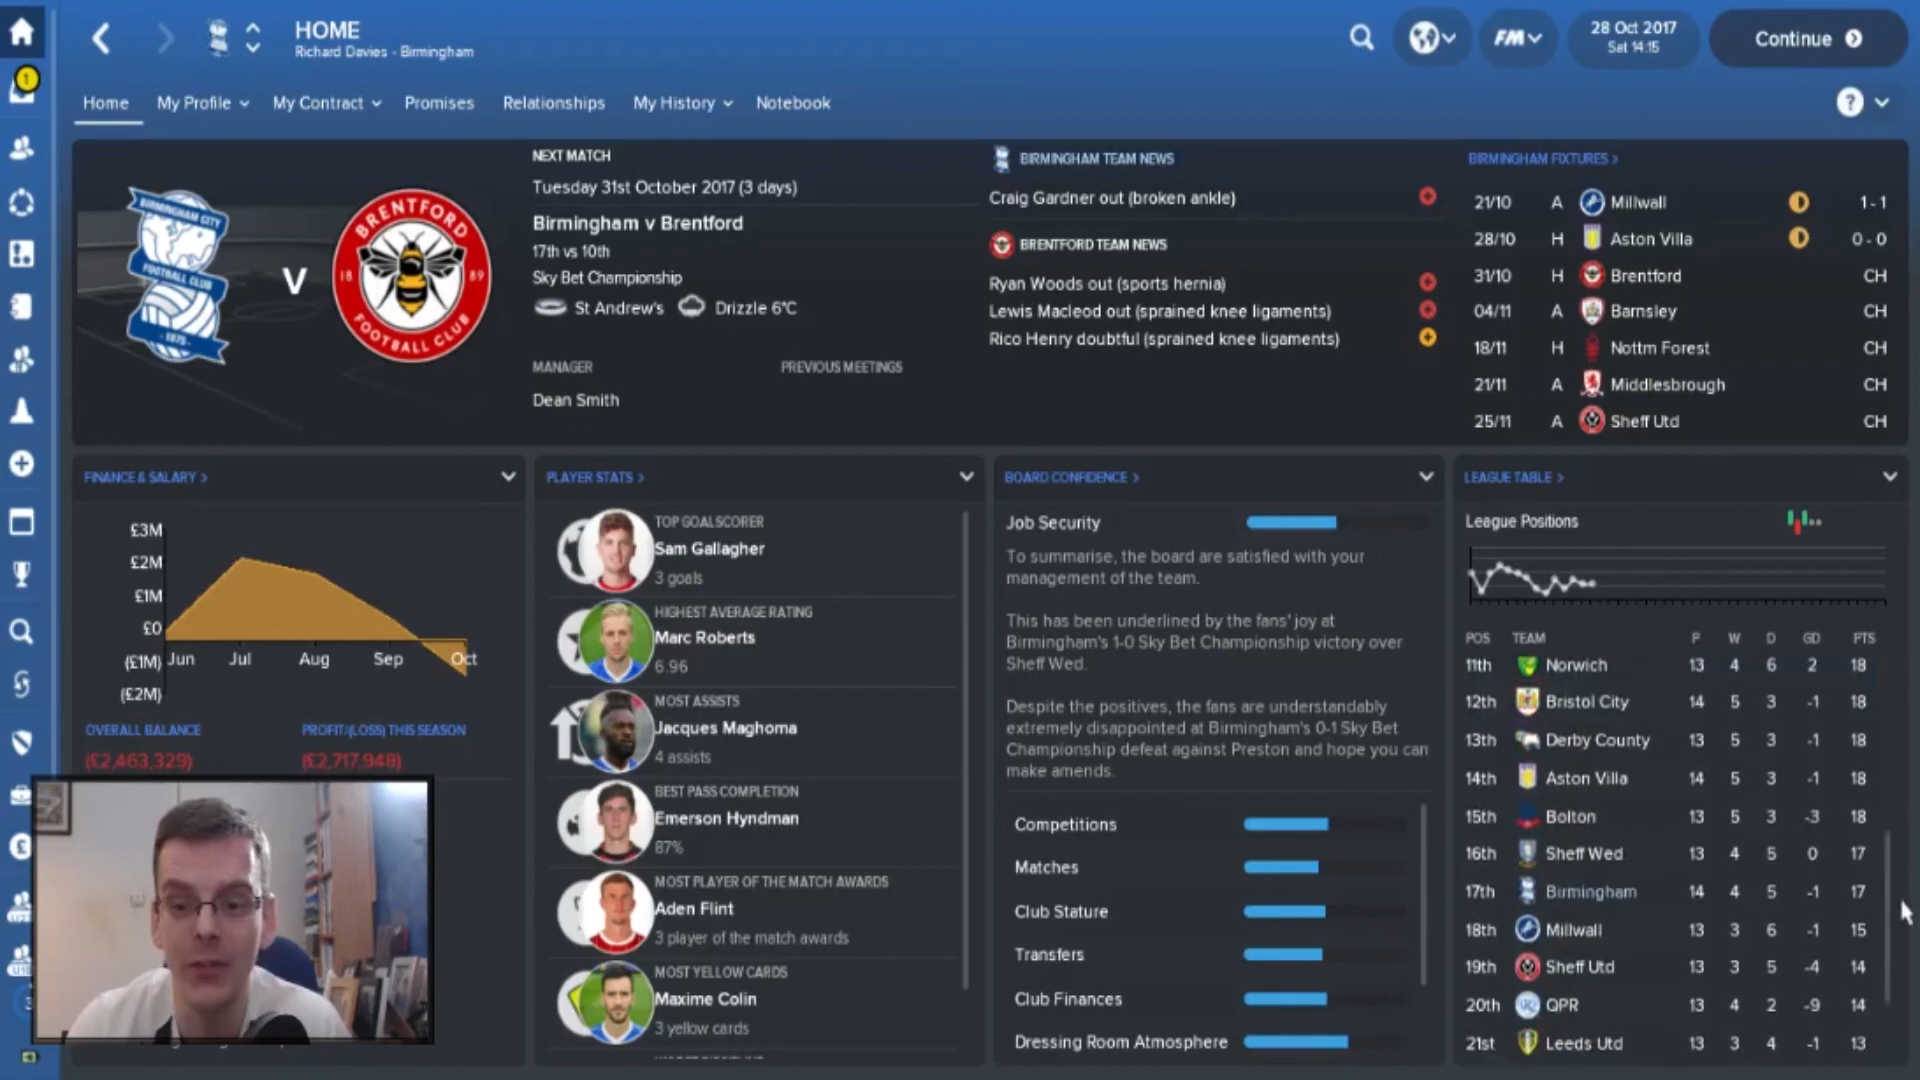 HOME
Richard Davies - Birmingham
FM
28 Oct 2017
Sat 14:15
Continue
1
Home
My Profile
My Contract
Promises
Relationships
My History
Notebook
?
BIRMINGHAM CITY
FOOTBALL CLUB
- 1875 -
V
BRENTFORD
18 89
FOOTBALL CLUB
NEXT MATCH
Tuesday 31st October 2017 (3 days)
Birmingham v Brentford
17th vs 10th
Sky Bet Championship
St Andrew's Drizzle 6°C
MANAGER PREVIOUS MEETINGS
Dean Smith
BIRMINGHAM TEAM NEWS
Craig Gardner out (broken ankle)
BRENTFORD TEAM NEWS
Ryan Woods out (sports hernia)
Lewis Macleod out (sprained knee ligaments)
Rico Henry doubtful (sprained knee ligaments)
BIRMINGHAM FIXTURES >
21/10 A Millwall 1 - 1
28/10 H Aston Villa 0 - 0
31/10 H Brentford CH
04/11 A Barnsley CH
18/11 H Nottm Forest CH
21/11 A Middlesbrough CH
25/11 A Sheff Utd CH
FINANCE & SALARY >
£3M
£2M
£1M
£0
(£1M)
(£2M)
Jun Jul Aug Sep Oct
OVERALL BALANCE PROFIT/(LOSS) THIS SEASON
(£2,463,329) (£2,717,948)
PLAYER STATS >
TOP GOALSCORER
Sam Gallagher
3 goals
HIGHEST AVERAGE RATING
Marc Roberts
6.96
MOST ASSISTS
Jacques Maghoma
4 assists
BEST PASS COMPLETION
Emerson Hyndman
87%
MOST PLAYER OF THE MATCH AWARDS
Aden Flint
3 player of the match awards
MOST YELLOW CARDS
Maxime Colin
3 yellow cards
BOARD CONFIDENCE >
Job Security
To summarise, the board are satisfied with your
management of the team.
This has been underlined by the fans' joy at
Birmingham's 1-0 Sky Bet Championship victory over
Sheff Wed.
Despite the positives, the fans are understandably
extremely disappointed at Birmingham's 0-1 Sky Bet
Championship defeat against Preston and hope you can
make amends.
Competitions
Matches
Club Stature
Transfers
Club Finances
Dressing Room Atmosphere
LEAGUE TABLE >
League Positions
POS TEAM P W D GD PTS
11th Norwich 13 4 6 2 18
12th Bristol City 14 5 3 -1 18
13th Derby County 13 5 3 -1 18
14th Aston Villa 14 5 3 -1 18
15th Bolton 13 5 3 -3 18
16th Sheff Wed 13 4 5 0 17
17th Birmingham 14 4 5 -1 17
18th Millwall 13 3 6 -1 15
19th Sheff Utd 13 3 5 -4 14
20th QPR 13 4 2 -9 14
21st Leeds Utd 13 3 4 -1 13